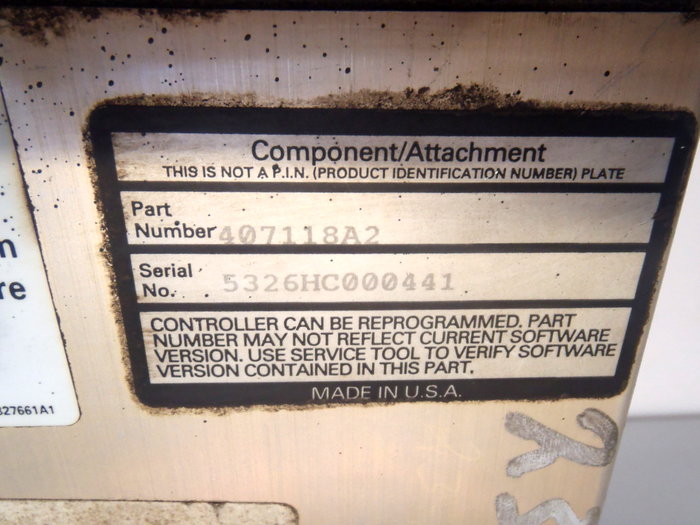 Component/Attachment
THIS IS NOT A P.I.N. (PRODUCT IDENTIFICATION NUMBER) PLATE
Part
Number 407118A2
Serial
No. 5326HC000441
CONTROLLER CAN BE REPROGRAMMED. PART
NUMBER MAY NOT REFLECT CURRENT SOFTWARE
VERSION. USE SERVICE TOOL TO VERIFY SOFTWARE
VERSION CONTAINED IN THIS PART.
MADE IN U.S.A.
re
27661A1